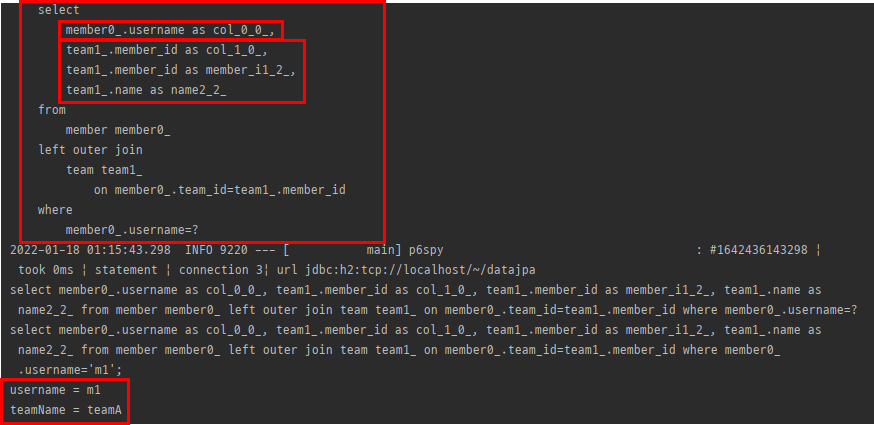 select
member0_.username as col_0_0_,
team1_.member_id as col_1_0_,
team1_.member_id as member_i1_2_,
team1_.name as name2_2_
from
member member0_
left outer join
team team1_
on member0_.team_id=team1_.member_id
where
member0_.username=?
2022-01-18 01:15:43.298  INFO 9220 --- [           main] p6spy                                    : #1642436143298 ¦
took 0ms ¦ statement ¦ connection 3¦ url jdbc:h2:tcp://localhost/~/datajpa
select member0_.username as col_0_0_, team1_.member_id as col_1_0_, team1_.member_id as member_i1_2_, team1_.name as
name2_2_ from member member0_ left outer join team team1_ on member0_.team_id=team1_.member_id where member0_.username=?
select member0_.username as col_0_0_, team1_.member_id as col_1_0_, team1_.member_id as member_i1_2_, team1_.name as
name2_2_ from member member0_ left outer join team team1_ on member0_.team_id=team1_.member_id where member0_
.username='m1';
username = m1
teamName = teamA